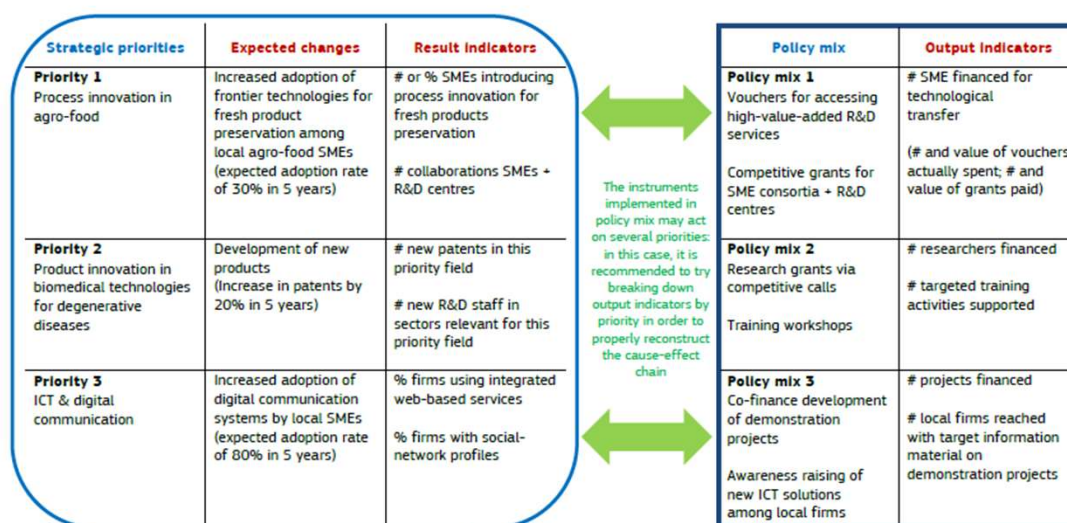 Strategic priorities
Expected changes
Result indicators
Priority 1
Process innovation in
agro-food
Increased adoption of
frontier technologies for
fresh product
preservation among
local agro-food SMEs
(expected adoption rate
of 30% in 5 years)
# or % SMEs introducing
process innovation for
fresh products
preservation
# collaborations SMEs +
R&D centres
Priority 2
Product innovation in
biomedical technologies
for degenerative
diseases
Development of new
products
(Increase in patents by
20% in 5 years)
# new patents in this
priority field
# new R&D staff in
sectors relevant for this
priority field
Priority 3
ICT & digital
communication
Increased adoption of
digital communication
systems by local SMEs
(expected adoption rate
of 80% in 5 years)
% firms using integrated
web-based services
% firms with social-
network profiles
The instruments
implemented in
policy mix may act
on several priorities:
in this case, it is
recommended to try
breaking down
output indicators by
priority in order to
properly reconstruct
the cause-effect
chain
Policy mix
Output indicators
Policy mix 1
Vouchers for accessing
high-value-added R&D
services
Competitive grants for
SME consortia + R&D
centres
# SME financed for
technological
transfer
(# and value of vouchers
actually spent; # and
value of grants paid)
Policy mix 2
Research grants via
competitive calls
Training workshops
# researchers financed
# targeted training
activities supported
Policy mix 3
Co-finance development
of demonstration
projects
Awareness raising of
new ICT solutions
among local firms
# projects financed
# local firms reached
with target information
material on
demonstration projects